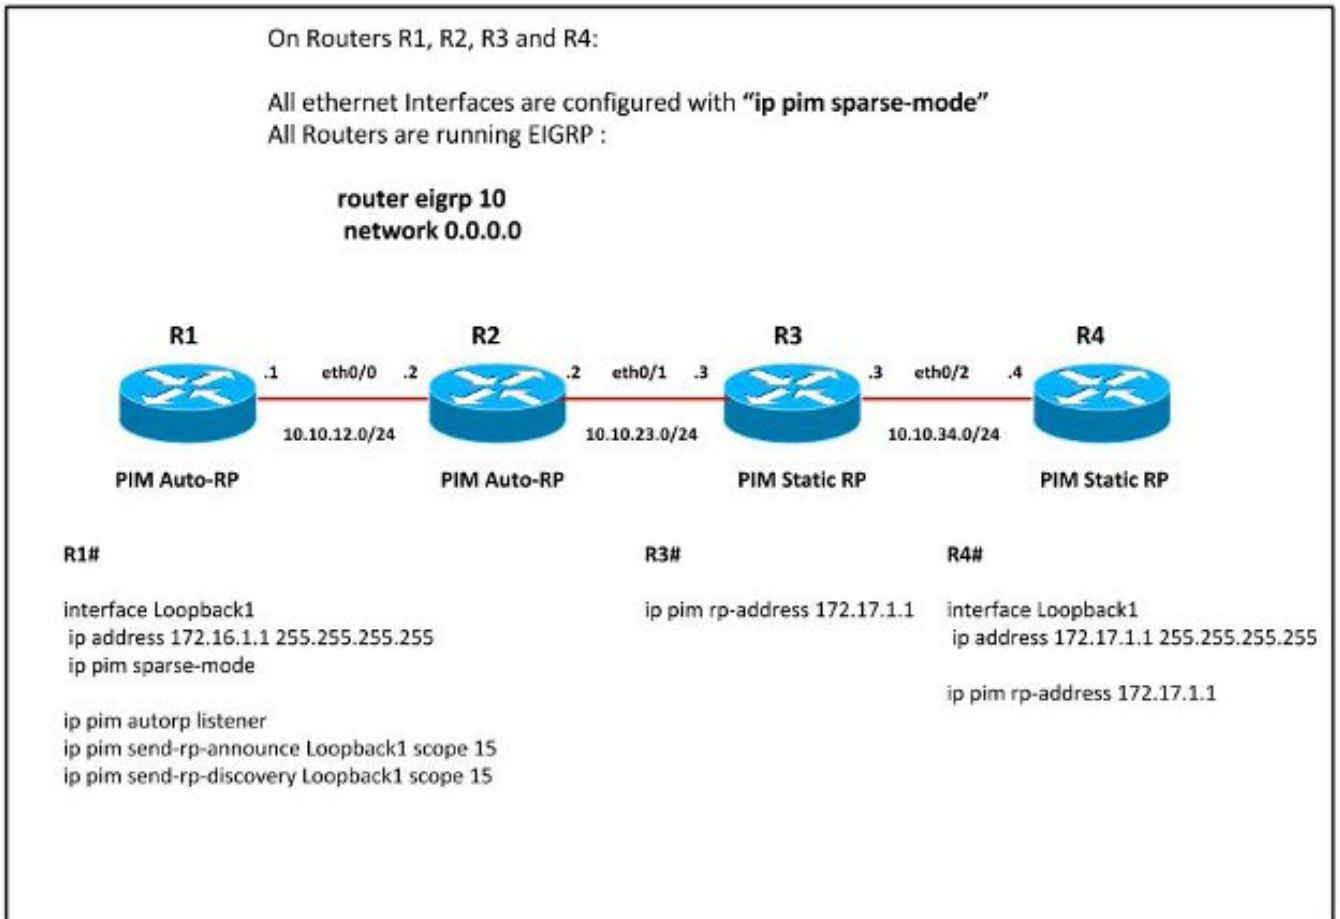 On Routers R1, R2, R3 and R4:
All ethernet Interfaces are configured with “ip pim sparse-mode”
All Routers are running EIGRP :
router eigrp 10
network 0.0.0.0
R1 R2 R3 R4
.1 eth0/0 .2 .2 eth0/1 .3 .3 eth0/2 .4
10.10.12.0/24 10.10.23.0/24 10.10.34.0/24
PIM Auto-RP PIM Auto-RP PIM Static RP PIM Static RP
R1#
interface Loopback1
ip address 172.16.1.1 255.255.255.255
ip pim sparse-mode
ip pim autorp listener
ip pim send-rp-announce Loopback1 scope 15
ip pim send-rp-discovery Loopback1 scope 15
R3#
ip pim rp-address 172.17.1.1
R4#
interface Loopback1
ip address 172.17.1.1 255.255.255.255
ip pim rp-address 172.17.1.1